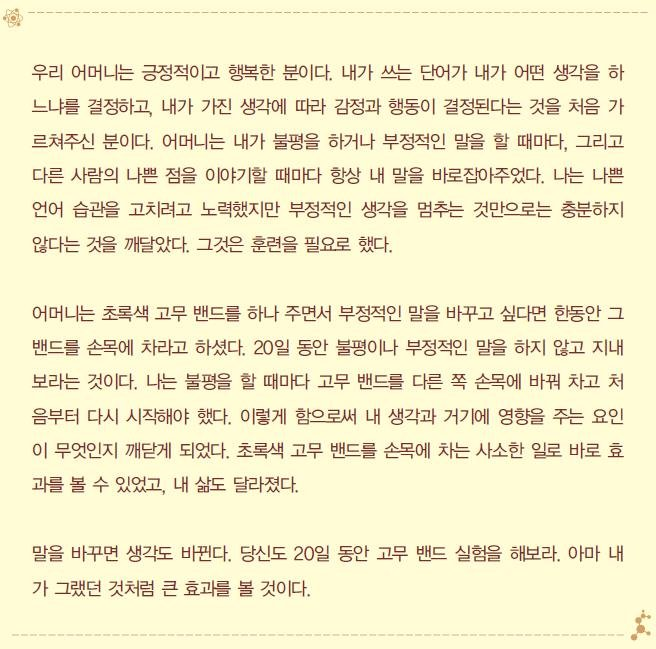 우리 어머니는 긍정적이고 행복한 분이다. 내가 쓰는 단어가 내가 어떤 생각을 하
느냐를 결정하고, 내가 가진 생각에 따라 감정과 행동이 결정된다는 것을 처음 가
르쳐주신 분이다. 어머니는 내가 불평을 하거나 부정적인 말을 할 때마다, 그리고
다른 사람의 나쁜 점을 이야기할 때마다 항상 내 말을 바로잡아주었다. 나는 나쁜
언어 습관을 고치려고 노력했지만 부정적인 생각을 멈추는 것만으로는 충분하지
않다는 것을 깨달았다. 그것은 훈련을 필요로 했다.
어머니는 초록색 고무 밴드를 하나 주면서 부정적인 말을 바꾸고 싶다면 한동안 그
밴드를 손목에 차라고 하셨다. 20일 동안 불평이나 부정적인 말을 하지 않고 지내
보라는 것이다. 나는 불평을 할 때마다 고무 밴드를 다른 쪽 손목에 바꿔 차고 처
음부터 다시 시작해야 했다. 이렇게 함으로써 내 생각과 거기에 영향을 주는 요인
이 무엇인지 깨닫게 되었다. 초록색 고무 밴드를 손목에 차는 사소한 일로 바로 효
과를 볼 수 있었고, 내 삶도 달라졌다.
말을 바꾸면 생각도 바뀐다. 당신도 20일 동안 고무 밴드 실험을 해보라. 아마 내
가 그랬던 것처럼 큰 효과를 볼 것이다.